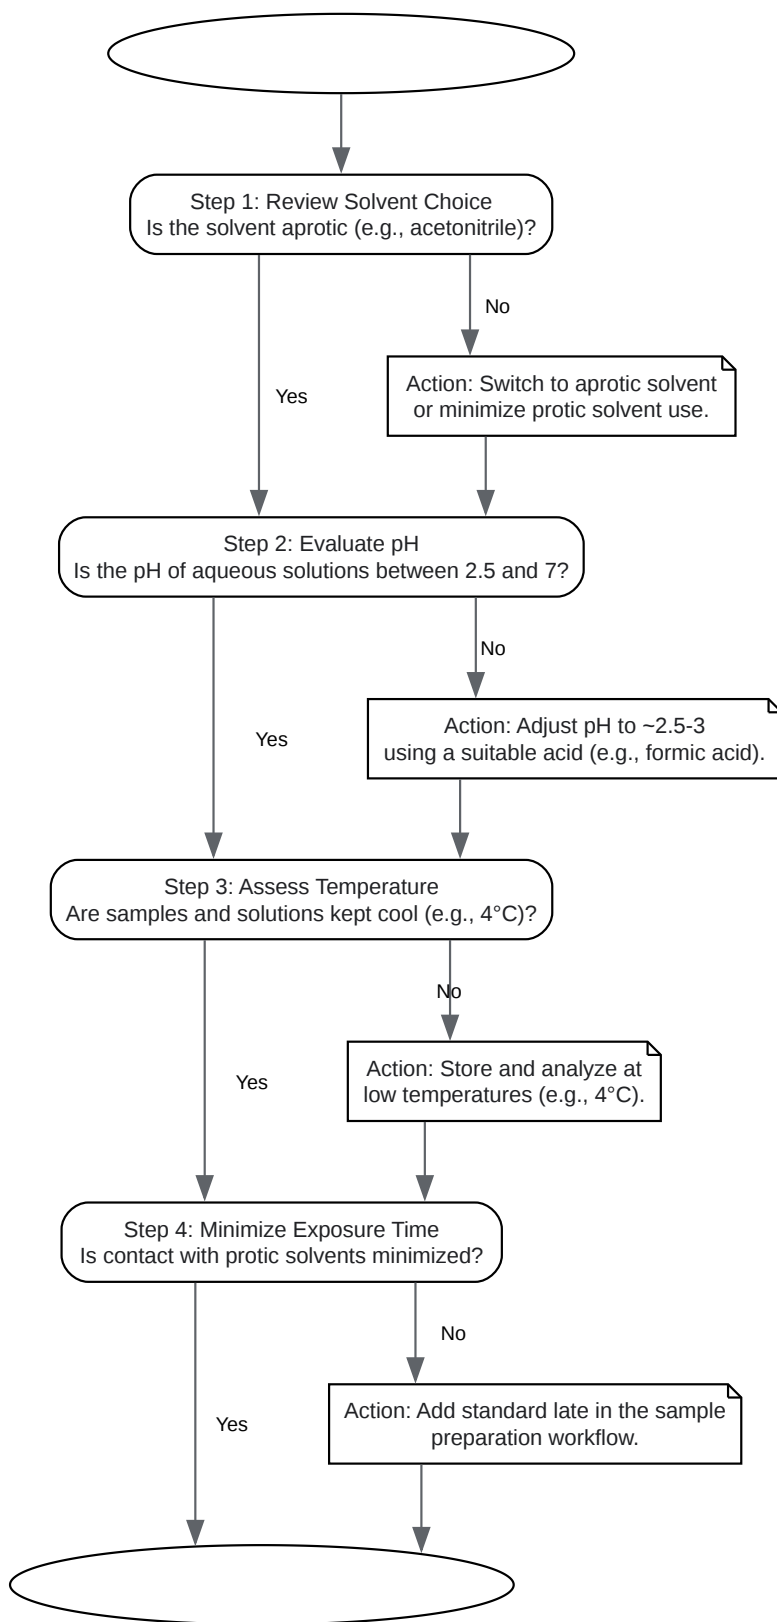 Step 1: Review Solvent Choice
Is the solvent aprotic (e.g., acetonitrile)?
No
Action: Switch to aprotic solvent
or minimize protic solvent use.
Yes
Step 2: Evaluate pH
Is the pH of aqueous solutions between 2.5 and 7?
No
Action: Adjust pH to ~2.5-3
using a suitable acid (e.g., formic acid).
Yes
Step 3: Assess Temperature
Are samples and solutions kept cool (e.g., 4°C)?
No
Action: Store and analyze at
low temperatures (e.g., 4°C).
Yes
Step 4: Minimize Exposure Time
Is contact with protic solvents minimized?
No
Action: Add standard late in the sample
preparation workflow.
Yes